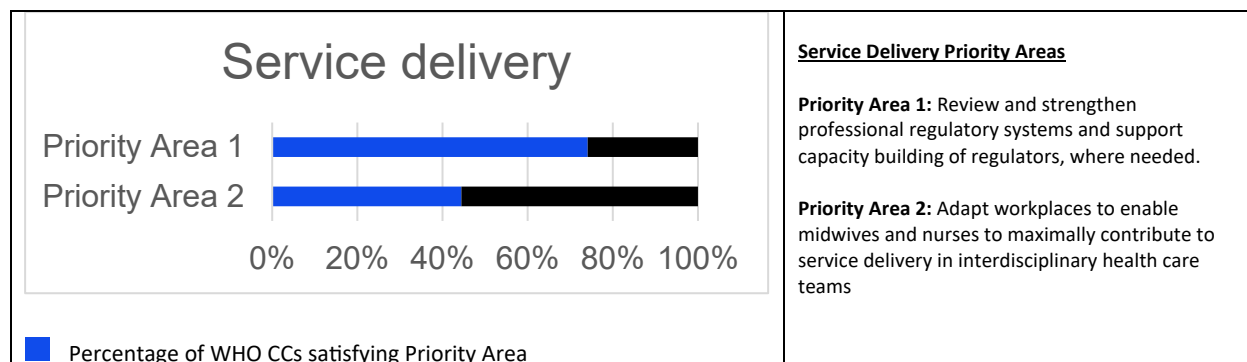 Service delivery
Priority Area 1
Priority Area 2
0% 20% 40% 60% 80% 100%
Percentage of WHO CCs satisfying Priority Area
Service Delivery Priority Areas
Priority Area 1: Review and strengthen
professional regulatory systems and support
capacity building of regulators, where needed.
Priority Area 2: Adapt workplaces to enable
midwives and nurses to maximally contribute to
service delivery in interdisciplinary health care
teams